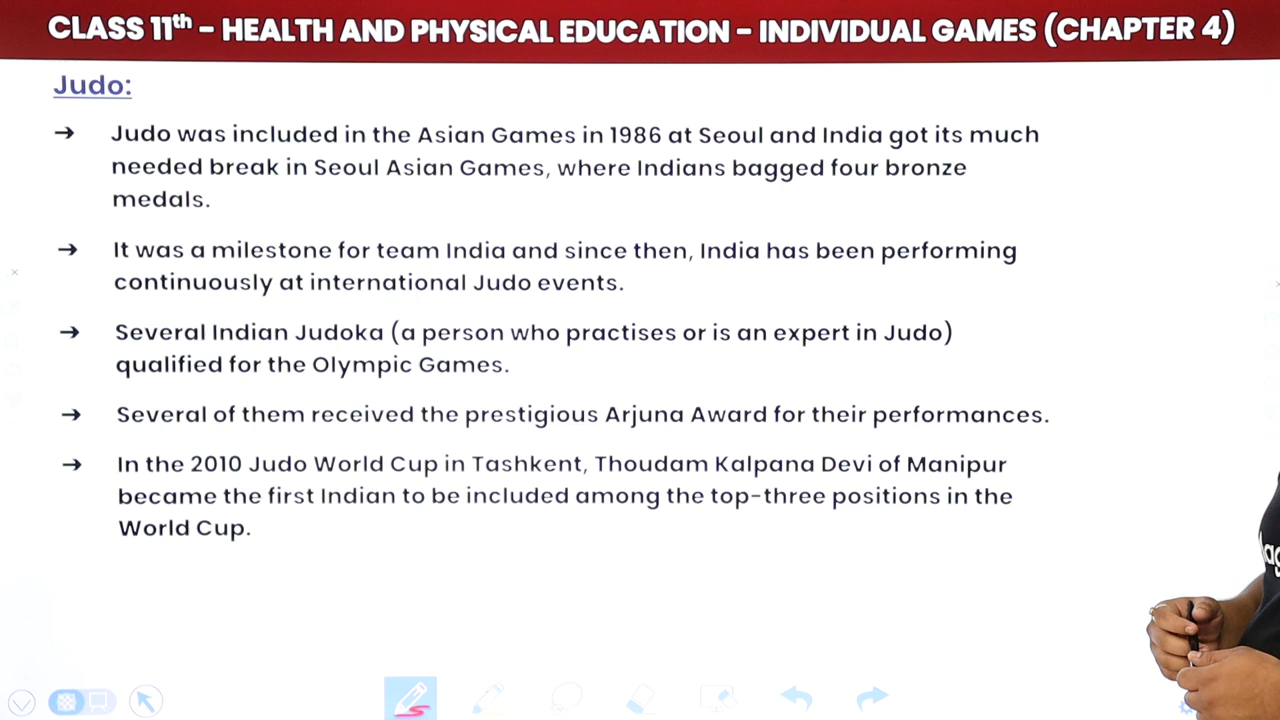 CLASS 11th – HEALTH AND PHYSICAL EDUCATION – INDIVIDUAL GAMES (CHAPTER 4)
Judo:
→ Judo was included in the Asian Games in 1986 at Seoul and India got its much
needed break in Seoul Asian Games, where Indians bagged four bronze
medals.
→ It was a milestone for team India and since then, India has been performing
continuously at international Judo events.
→ Several Indian Judoka (a person who practises or is an expert in Judo)
qualified for the Olympic Games.
→ Several of them received the prestigious Arjuna Award for their performances.
→ In the 2010 Judo World Cup in Tashkent, Thoudam Kalpana Devi of Manipur
became the first Indian to be included among the top-three positions in the
World Cup.